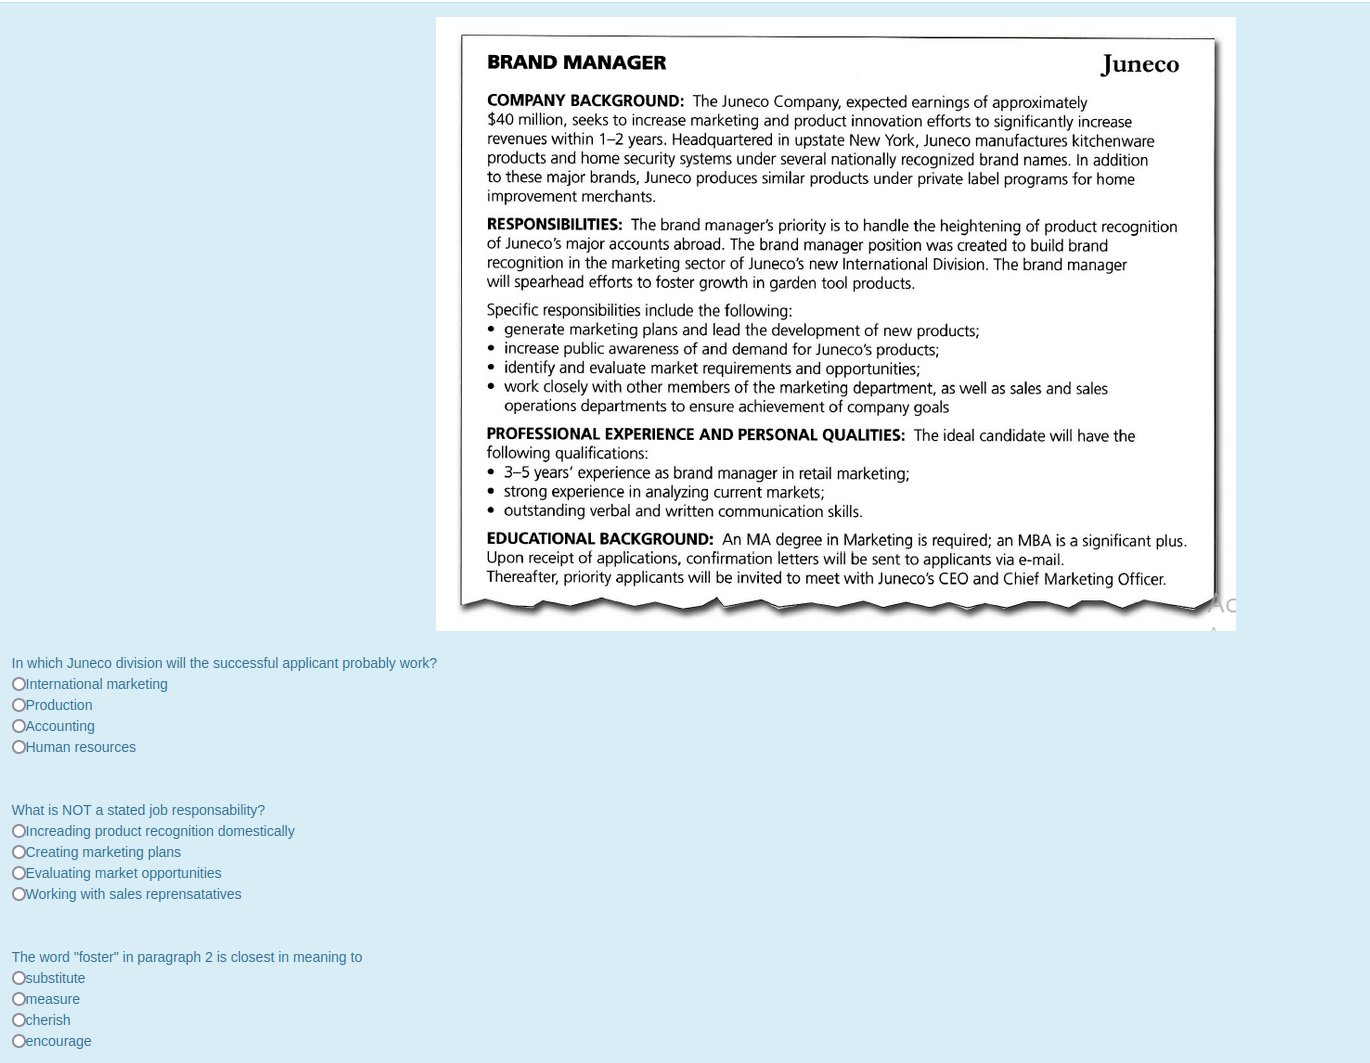 BRAND MANAGER
Juneco
COMPANY BACKGROUND: The Juneco Company, expected earnings of approximately
$40 million, seeks to increase marketing and product innovation efforts to significantly increase
revenues within 1–2 years. Headquartered in upstate New York, Juneco manufactures kitchenware
products and home security systems under several nationally recognized brand names. In addition
to these major brands, Juneco produces similar products under private label programs for home
improvement merchants.
RESPONSIBILITIES: The brand manager's priority is to handle the heightening of product recognition
of Juneco's major accounts abroad. The brand manager position was created to build brand
recognition in the marketing sector of Juneco's new International Division. The brand manager
will spearhead efforts to foster growth in garden tool products.
Specific responsibilities include the following:
• generate marketing plans and lead the development of new products;
• increase public awareness of and demand for Juneco's products;
• identify and evaluate market requirements and opportunities;
• work closely with other members of the marketing department, as well as sales and sales
operations departments to ensure achievement of company goals
PROFESSIONAL EXPERIENCE AND PERSONAL QUALITIES: The ideal candidate will have the
following qualifications:
• 3–5 years' experience as brand manager in retail marketing;
• strong experience in analyzing current markets;
• outstanding verbal and written communication skills.
EDUCATIONAL BACKGROUND: An MA degree in Marketing is required; an MBA is a significant plus.
Upon receipt of applications, confirmation letters will be sent to applicants via e-mail.
Thereafter, priority applicants will be invited to meet with Juneco's CEO and Chief Marketing Officer.
In which Juneco division will the successful applicant probably work?
International marketing
Production
Accounting
Human resources
What is NOT a stated job responsability?
Increading product recognition domestically
Creating marketing plans
Evaluating market opportunities
Working with sales reprensatatives
The word "foster" in paragraph 2 is closest in meaning to
substitute
measure
cherish
encourage